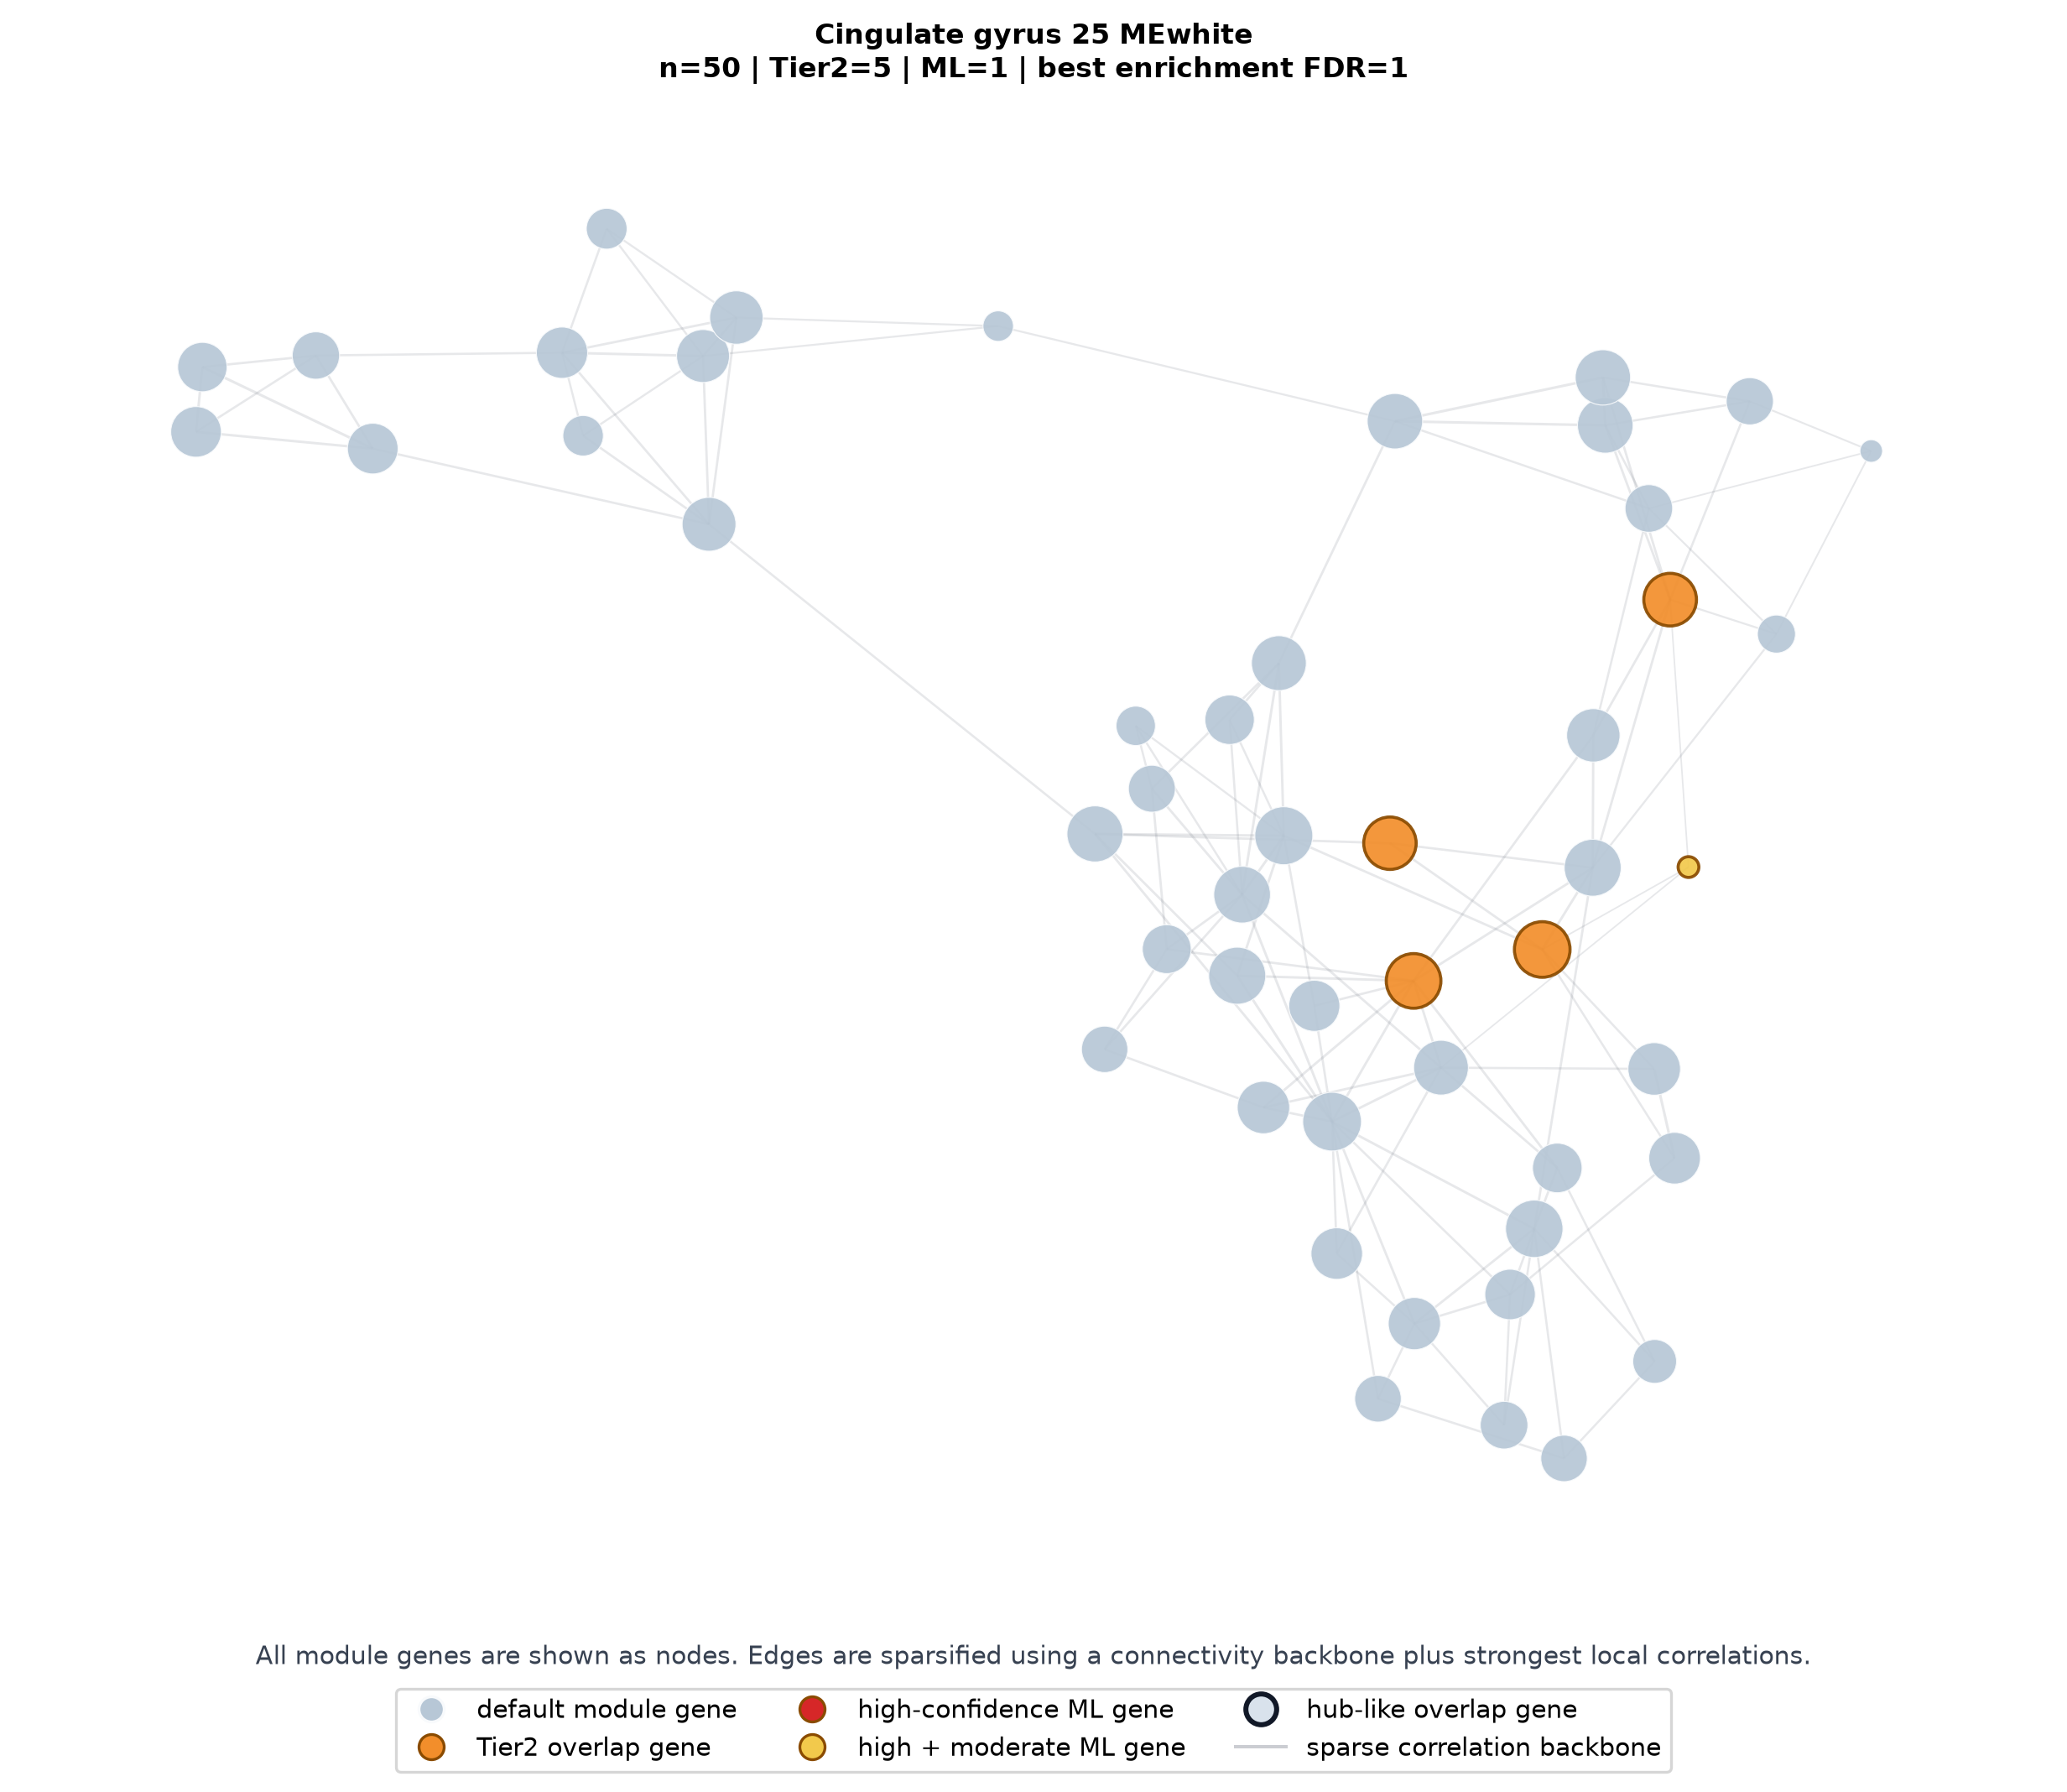 Cingulate gyrus 25 MEwhite
n=50 | Tier2=5 | ML=1 | best enrichment FDR=1
All module genes are shown as nodes. Edges are sparsified using a connectivity backbone plus strongest local correlations.
default module gene
Tier2 overlap gene
high-confidence ML gene
high + moderate ML gene
hub-like overlap gene
sparse correlation backbone